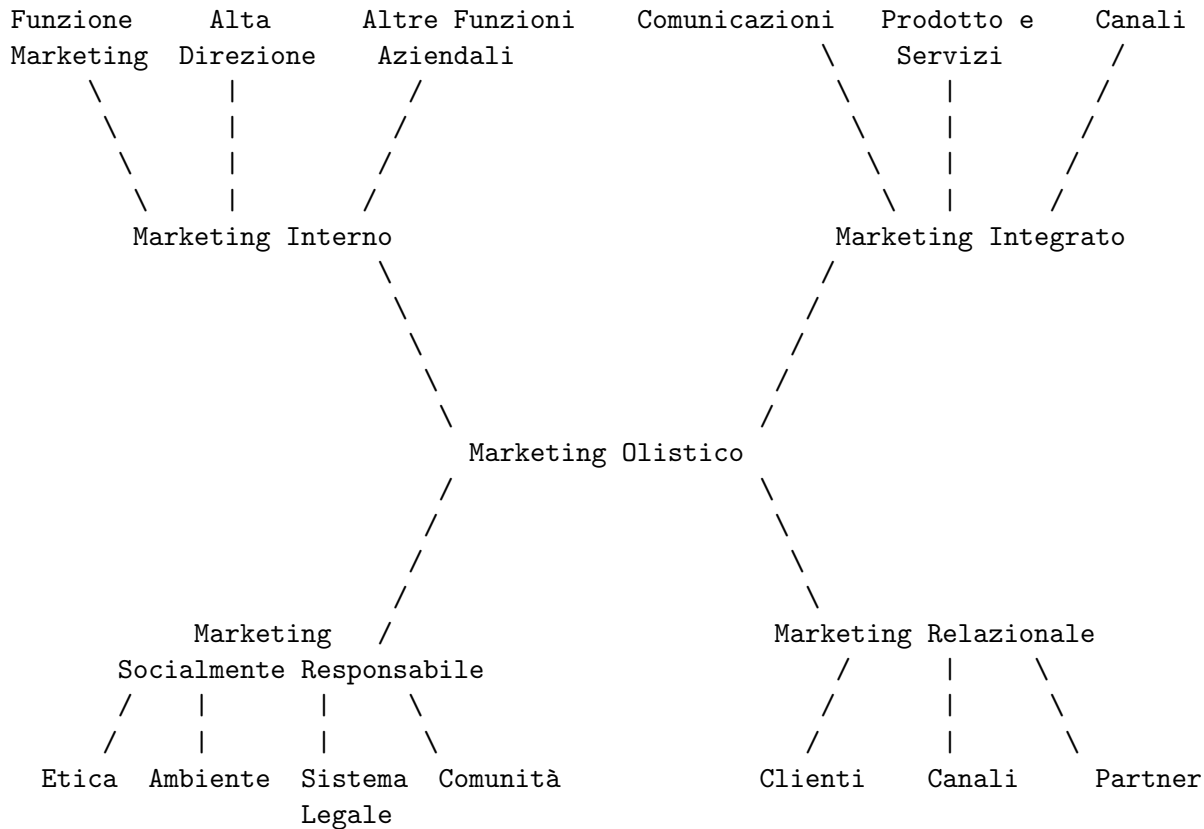 Funzione Alta Altre Funzioni Comunicazioni Prodotto e Canali
Marketing Direzione Aziendali Servizi
Marketing Interno Marketing Integrato
Marketing Olistico
Marketing Marketing Relazionale
Socialmente Responsabile
Etica Ambiente Sistema Comunità Clienti Canali Partner
Legale